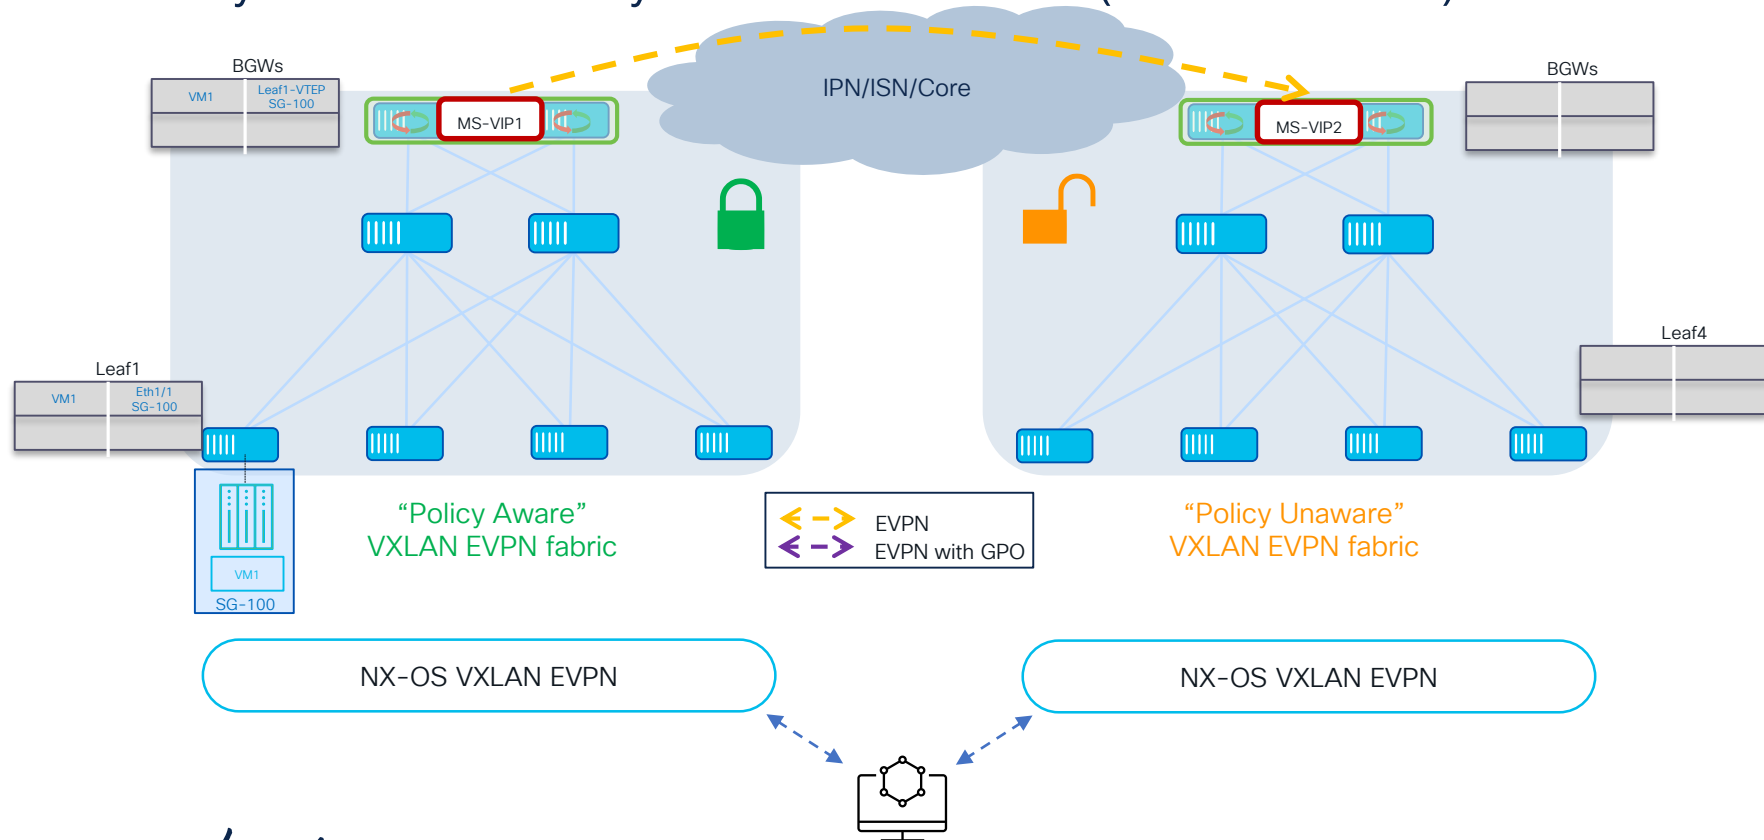 BGWs
VM1
Leaf1-VTEP
SG-100
MS-VIP1
IPN/ISN/Core
MS-VIP2
BGWs
Leaf1
VM1
Eth1/1
SG-100
Leaf4
VM1
SG-100
“Policy Aware”
VXLAN EVPN fabric
EVPN
EVPN with GPO
“Policy Unaware”
VXLAN EVPN fabric
NX-OS VXLAN EVPN
NX-OS VXLAN EVPN